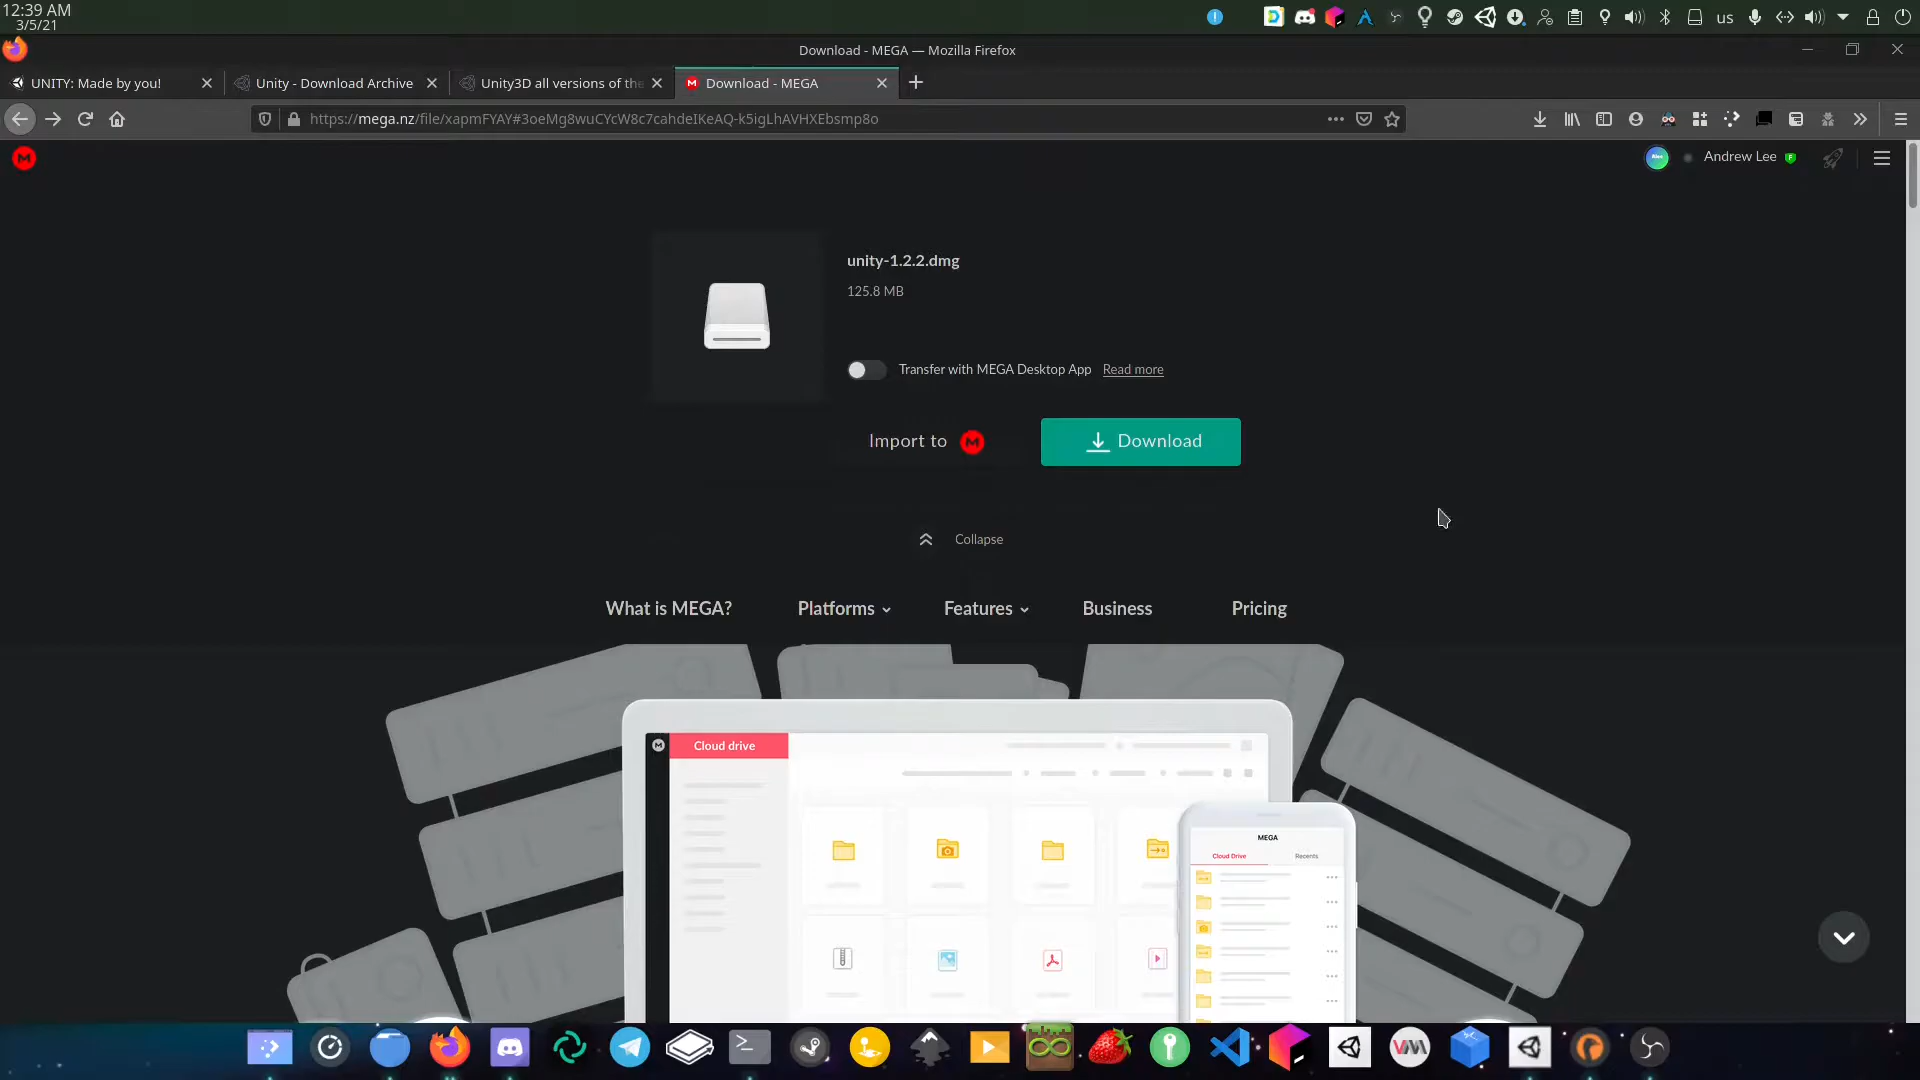 12:39 AM
3/5/21
us
Download - MEGA — Mozilla Firefox
UNITY: Made by you!
Unity - Download Archive
Unity3D all versions of the
Download - MEGA
https://mega.nz/file/xapmFYAY#3oeMg8wuCYcW8c7cahdeIKeAQ-k5igLhAVHXEbsmp8o
Andrew Lee
unity-1.2.2.dmg
125.8 MB
Transfer with MEGA Desktop App Read more
Import to
Download
Collapse
What is MEGA? Platforms Features Business Pricing
Cloud drive
MEGA
Cloud Drive Recents